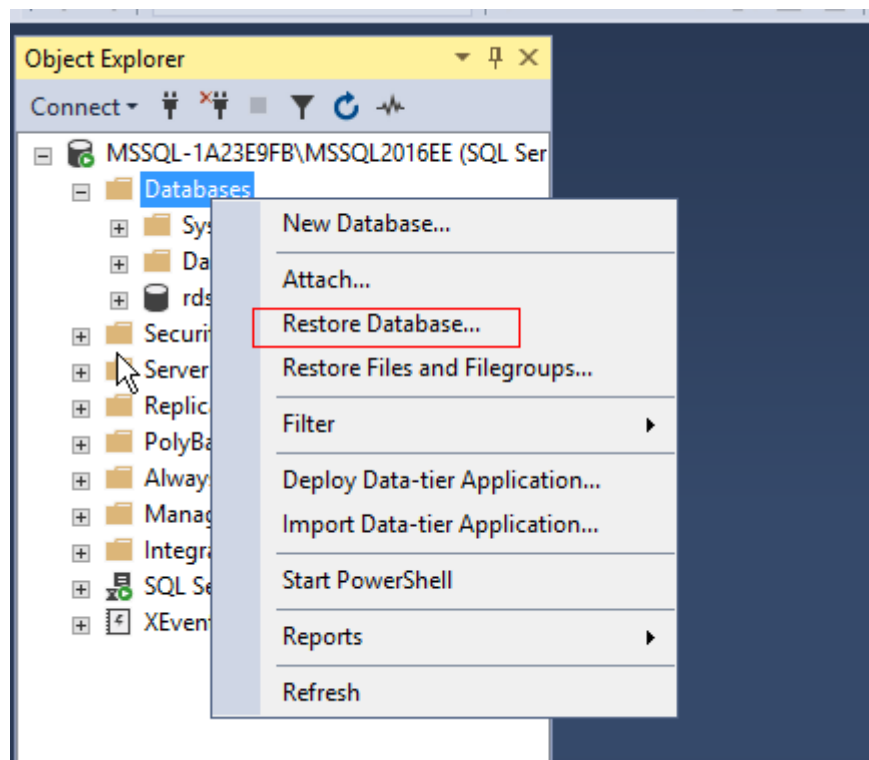 Object Explorer
Connect
MSSQL-1A23E9FB\MSSQL2016EE (SQL Ser
Databases
Sys
Da
rds
Securi
Server
Replic
PolyBa
Always
Manag
Integra
SQL Se
XEven
New Database...
Attach...
Restore Database...
Restore Files and Filegroups...
Filter
Deploy Data-tier Application...
Import Data-tier Application...
Start PowerShell
Reports
Refresh